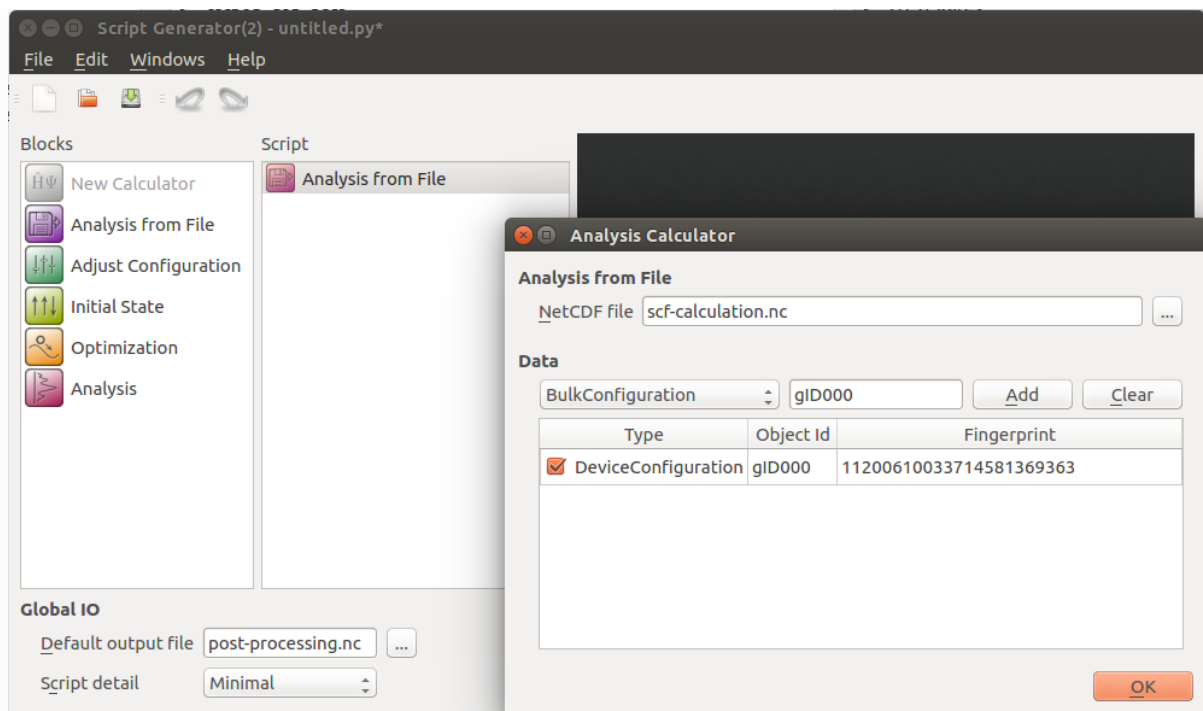 Script Generator(2) - untitled.py*
File Edit Windows Help
Blocks
Script
New Calculator
Analysis from File
Adjust Configuration
Initial State
Optimization
Analysis
Analysis from File
Analysis Calculator
Analysis from File
NetCDF file scf-calculation.nc ...
Data
BulkConfiguration gID000 Add Clear
Type Object Id Fingerprint
DeviceConfiguration gID000 11200610033714581369363
OK
Global IO
Default output file post-processing.nc ...
Script detail Minimal